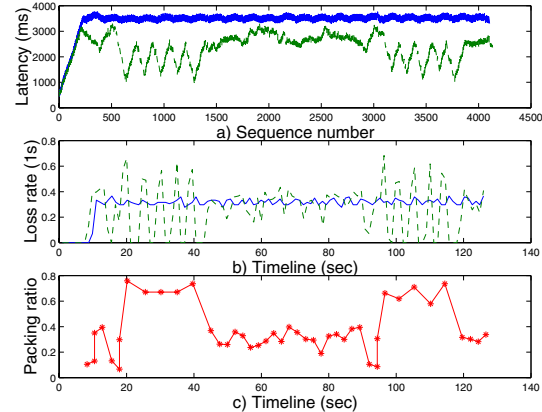 Latency (ms)
4000
3000
2000
1000
0
0 500 1000 1500 2000 2500 3000 3500 4000 4500
a) Sequence number
Loss rate (1s)
0.8
0.6
0.4
0.2
0
0 20 40 60 80 100 120 140
b) Timeline (sec)
Packing ratio
0.8
0.6
0.4
0.2
0
0 20 40 60 80 100 120 140
c) Timeline (sec)